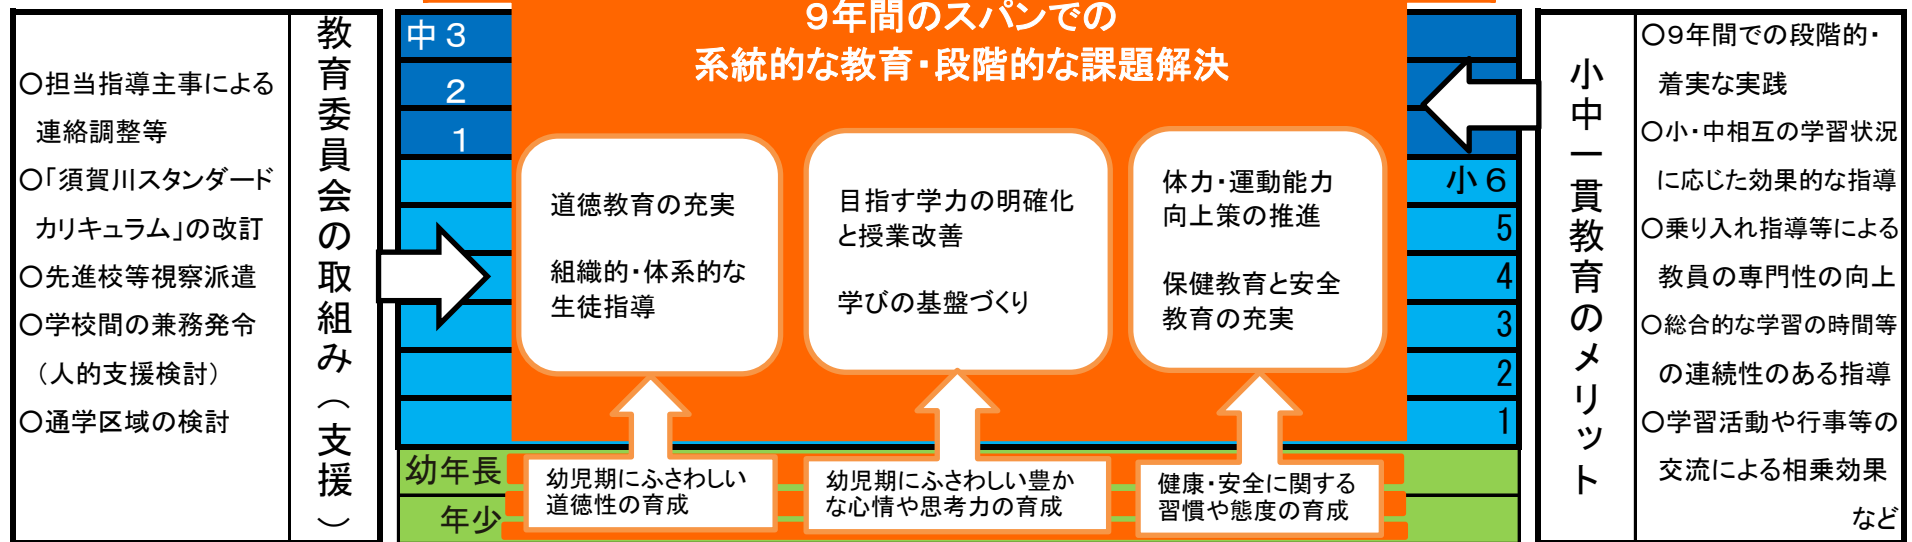 ○担当指導主事による
連絡調整等
○「須賀川スタンダード
カリキュラム」の改訂
○先進校等視察派遣
○学校間の兼務発令
（人的支援検討）
○通学区域の検討
教育委員会の取組み（支援）
9年間のスパンでの
系統的な教育・段階的な課題解決
中3
2
1
小6
5
4
3
2
1
幼年長
年少
道徳教育の充実
組織的・体系的な
生徒指導
目指す学力の明確化
と授業改善
学びの基盤づくり
体力・運動能力
向上策の推進
保健教育と安全
教育の充実
幼児期にふさわしい
道徳性の育成
幼児期にふさわしい豊か
な心情や思考力の育成
健康・安全に関する
習慣や態度の育成
小中一貫教育のメリット
○9年間での段階的・
着実な実践
○小・中相互の学習状況
に応じた効果的な指導
○乗り入れ指導等による
教員の専門性の向上
○総合的な学習の時間等
の連続性のある指導
○学習活動や行事等の
交流による相乗効果
など